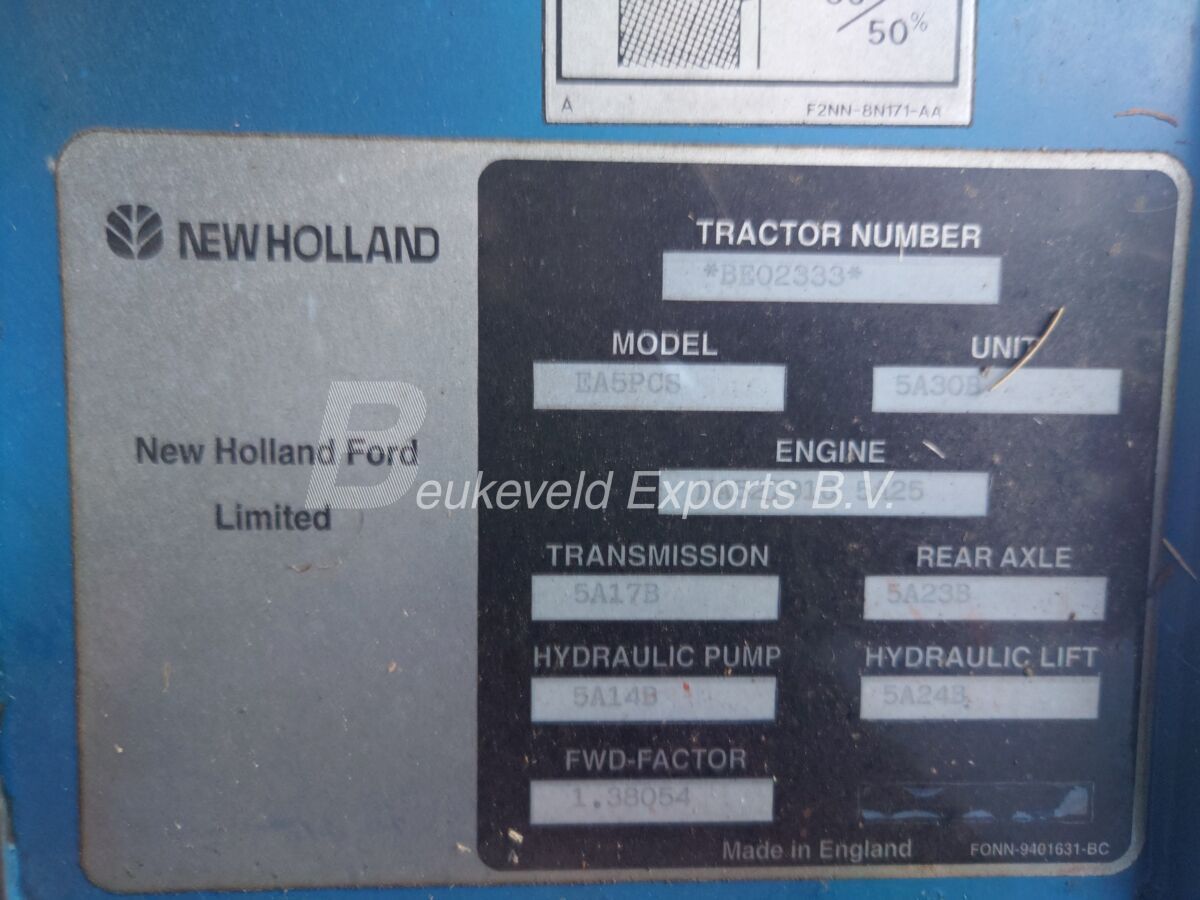 50%
A F2NN-8N171-AA
NEW HOLLAND
New Holland Ford
Limited
TRACTOR NUMBER
*BE02333*
MODEL UNIT
EA5PCS 5A30B
ENGINE
5A25
Beukeveld Exports B.V.
TRANSMISSION REAR AXLE
5A17B 5A23B
HYDRAULIC PUMP HYDRAULIC LIFT
5A14B 5A24B
FWD-FACTOR
1.38054
Made in England FONN-9401631-BC